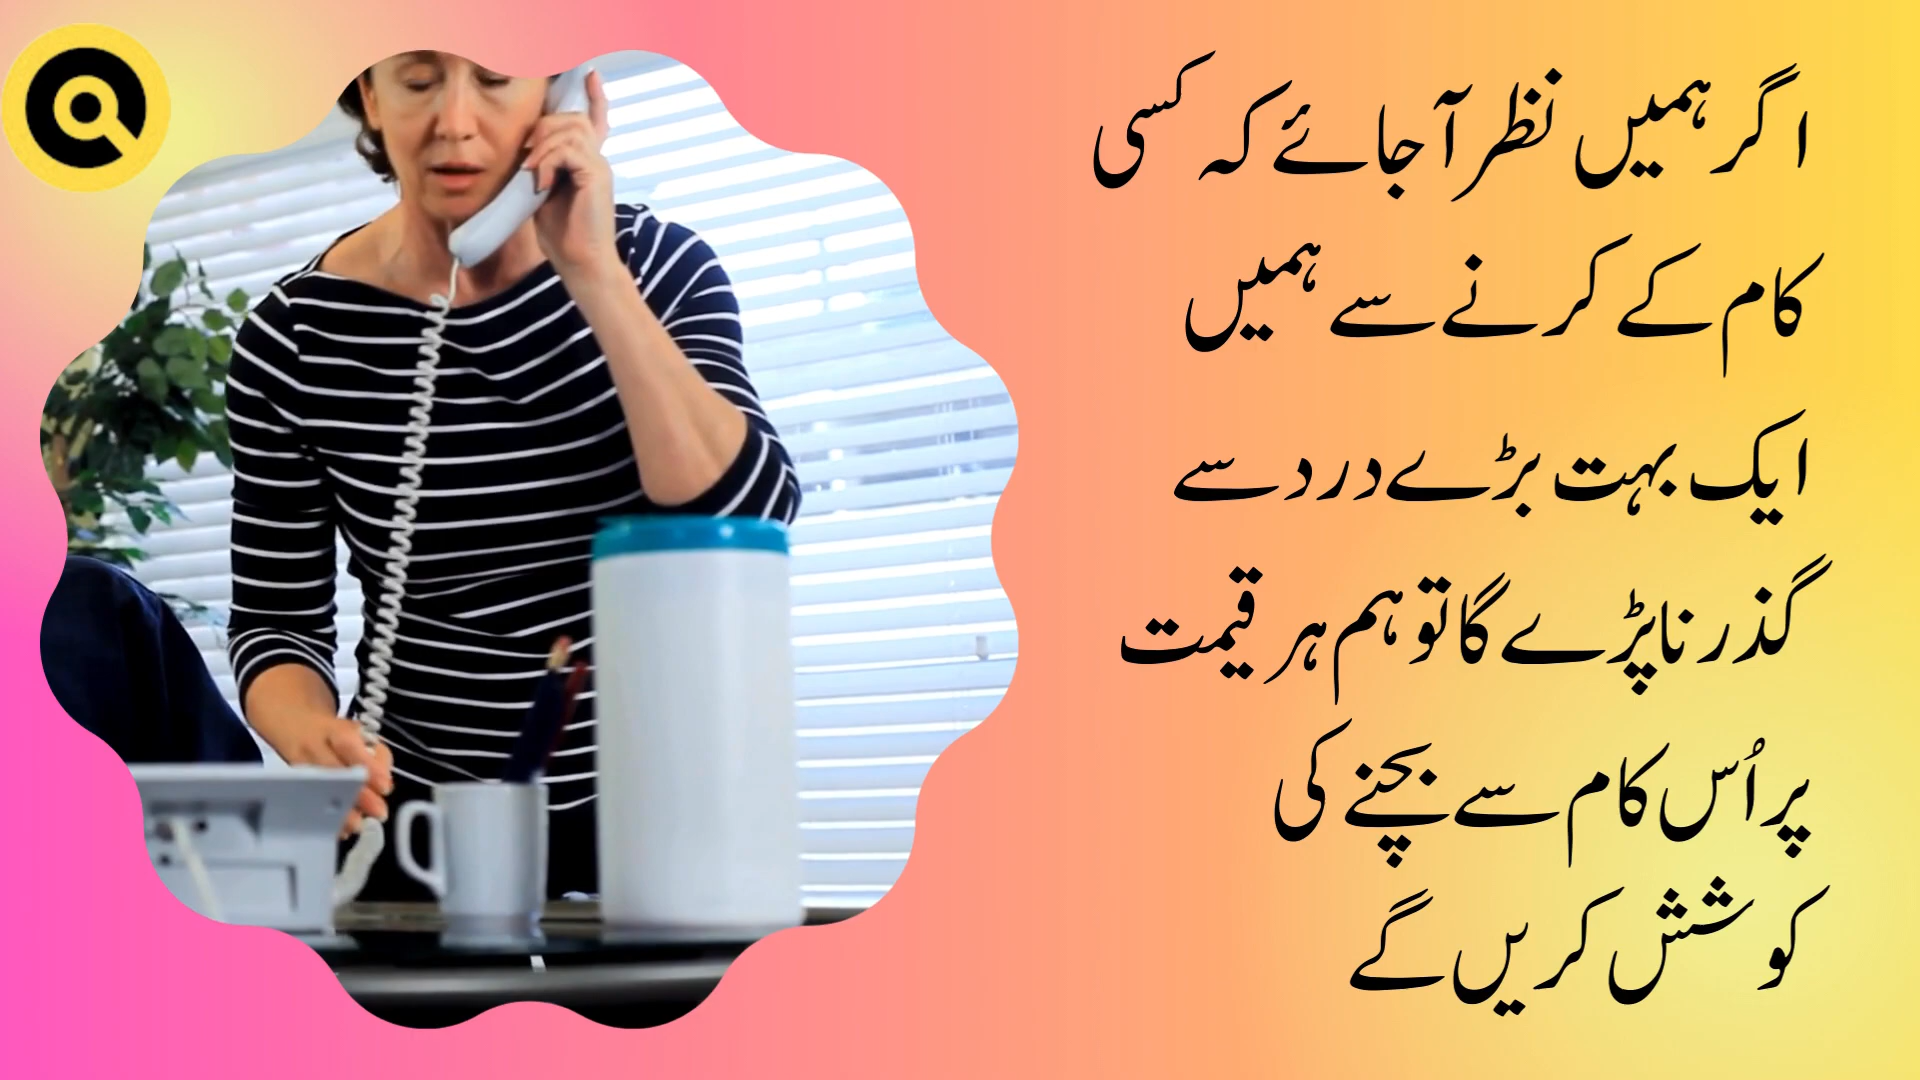 اگر ہمیں نظر آجائے کہ کسی
کام کے کرنے سے ہمیں
ایک بہت بڑے درد سے
گذرنا پڑے گا تو ہم ہر قیمت
پر اُس کام سے بچنے کی
کوشش کریں گے